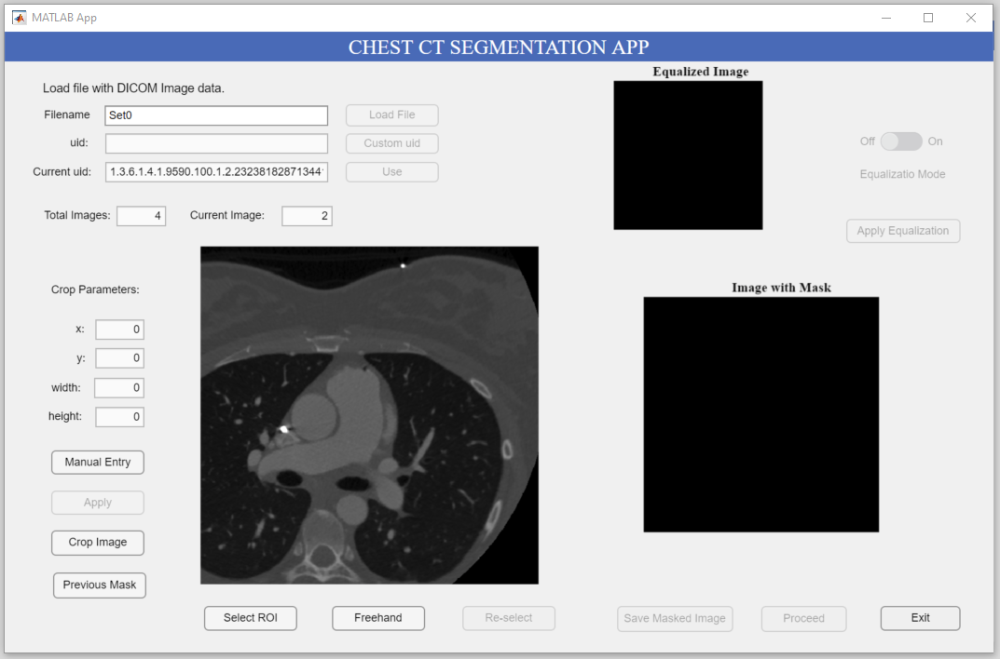 MATLAB App
CHEST CT SEGMENTATION APP
Load file with DICOM Image data.
Filename Set0 Load File
uid: Custom uid
Current uid: 1.3.6.1.4.1.9590.100.1.2.23238182871344 Use
Total Images: 4 Current Image: 2
Equalized Image
Off On
Equalizatio Mode
Apply Equalization
Crop Parameters:
x: 0
y: 0
width: 0
height: 0
Manual Entry
Apply
Crop Image
Previous Mask
Image with Mask
Select ROI Freehand Re-select Save Masked Image Proceed Exit